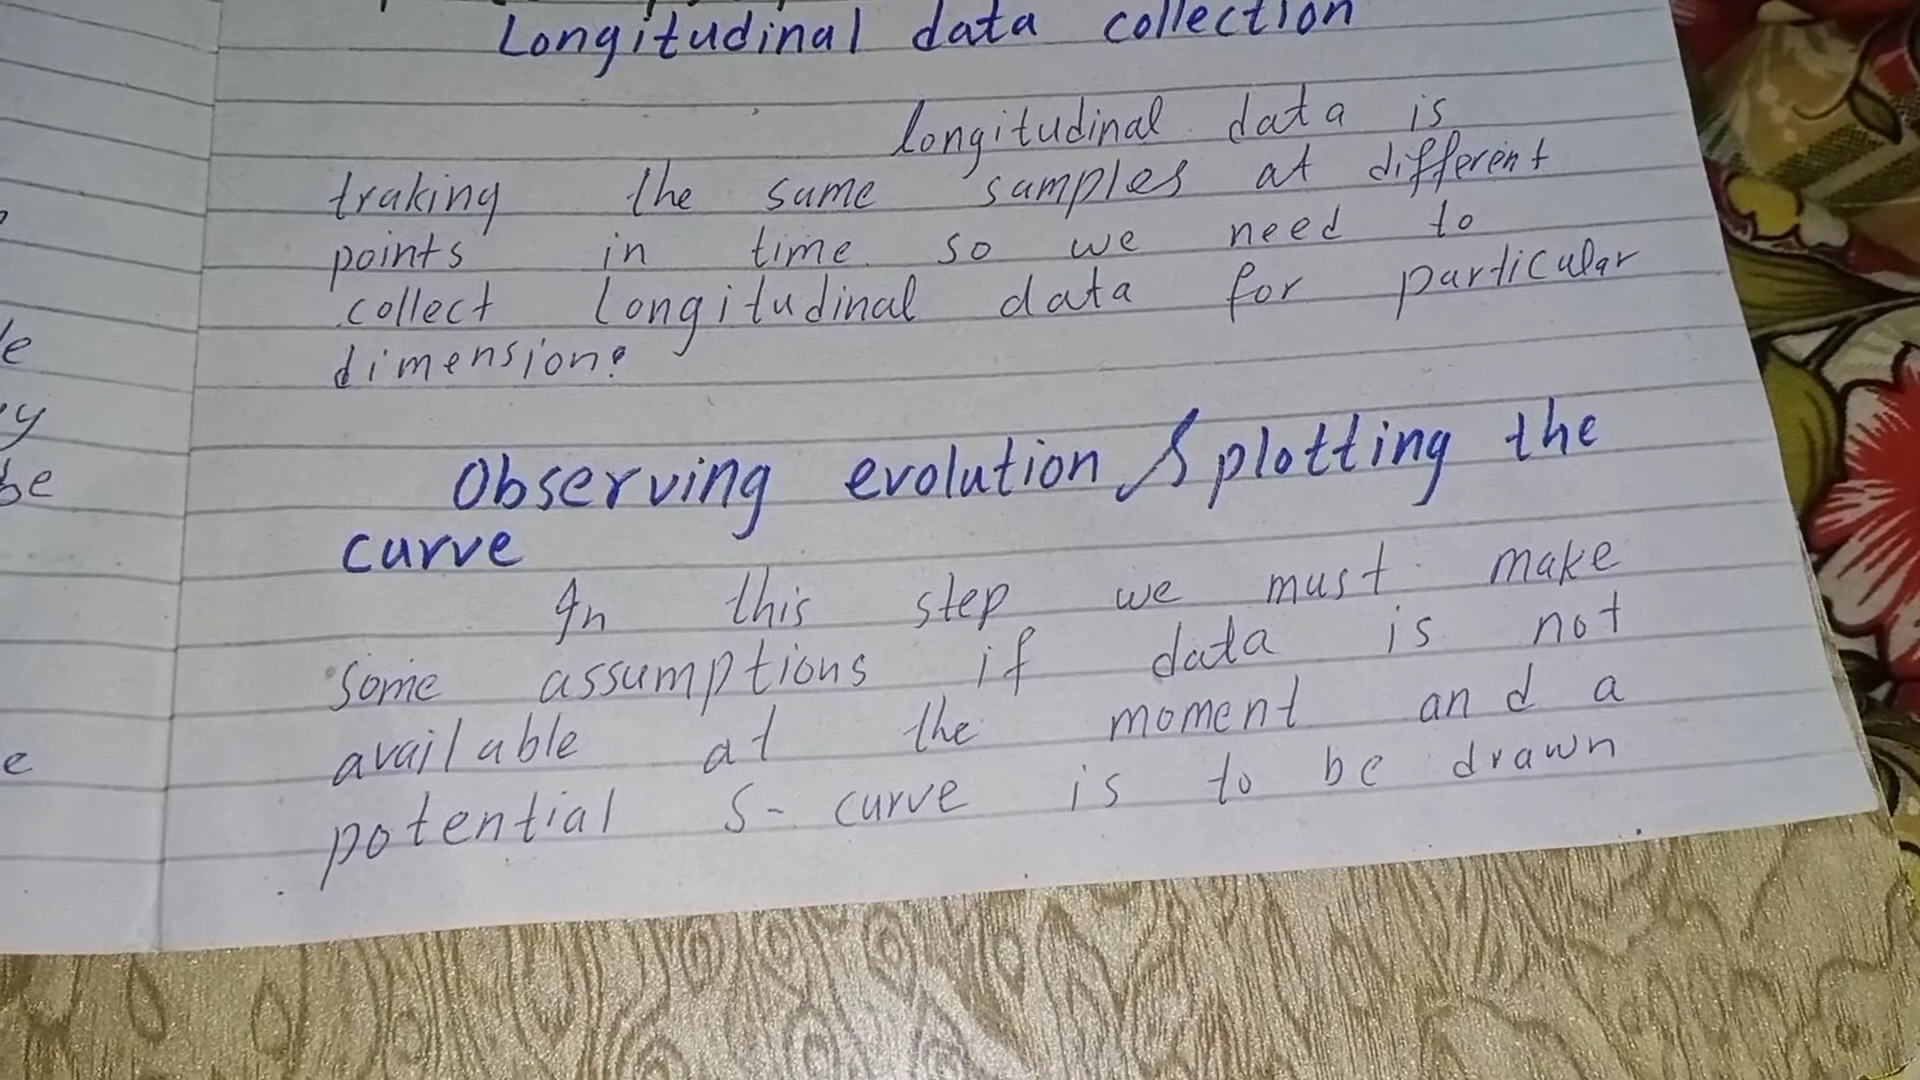 Longitudinal data collection
longitudinal data is
traking the same samples at different
points in time. so we need to
collect longitudinal data for particular
dimension.
Observing evolution & plotting the
curve
In this step we must make
some assumptions if data is not
available at the moment and a
potential S-curve is to be drawn
e
y
be
e